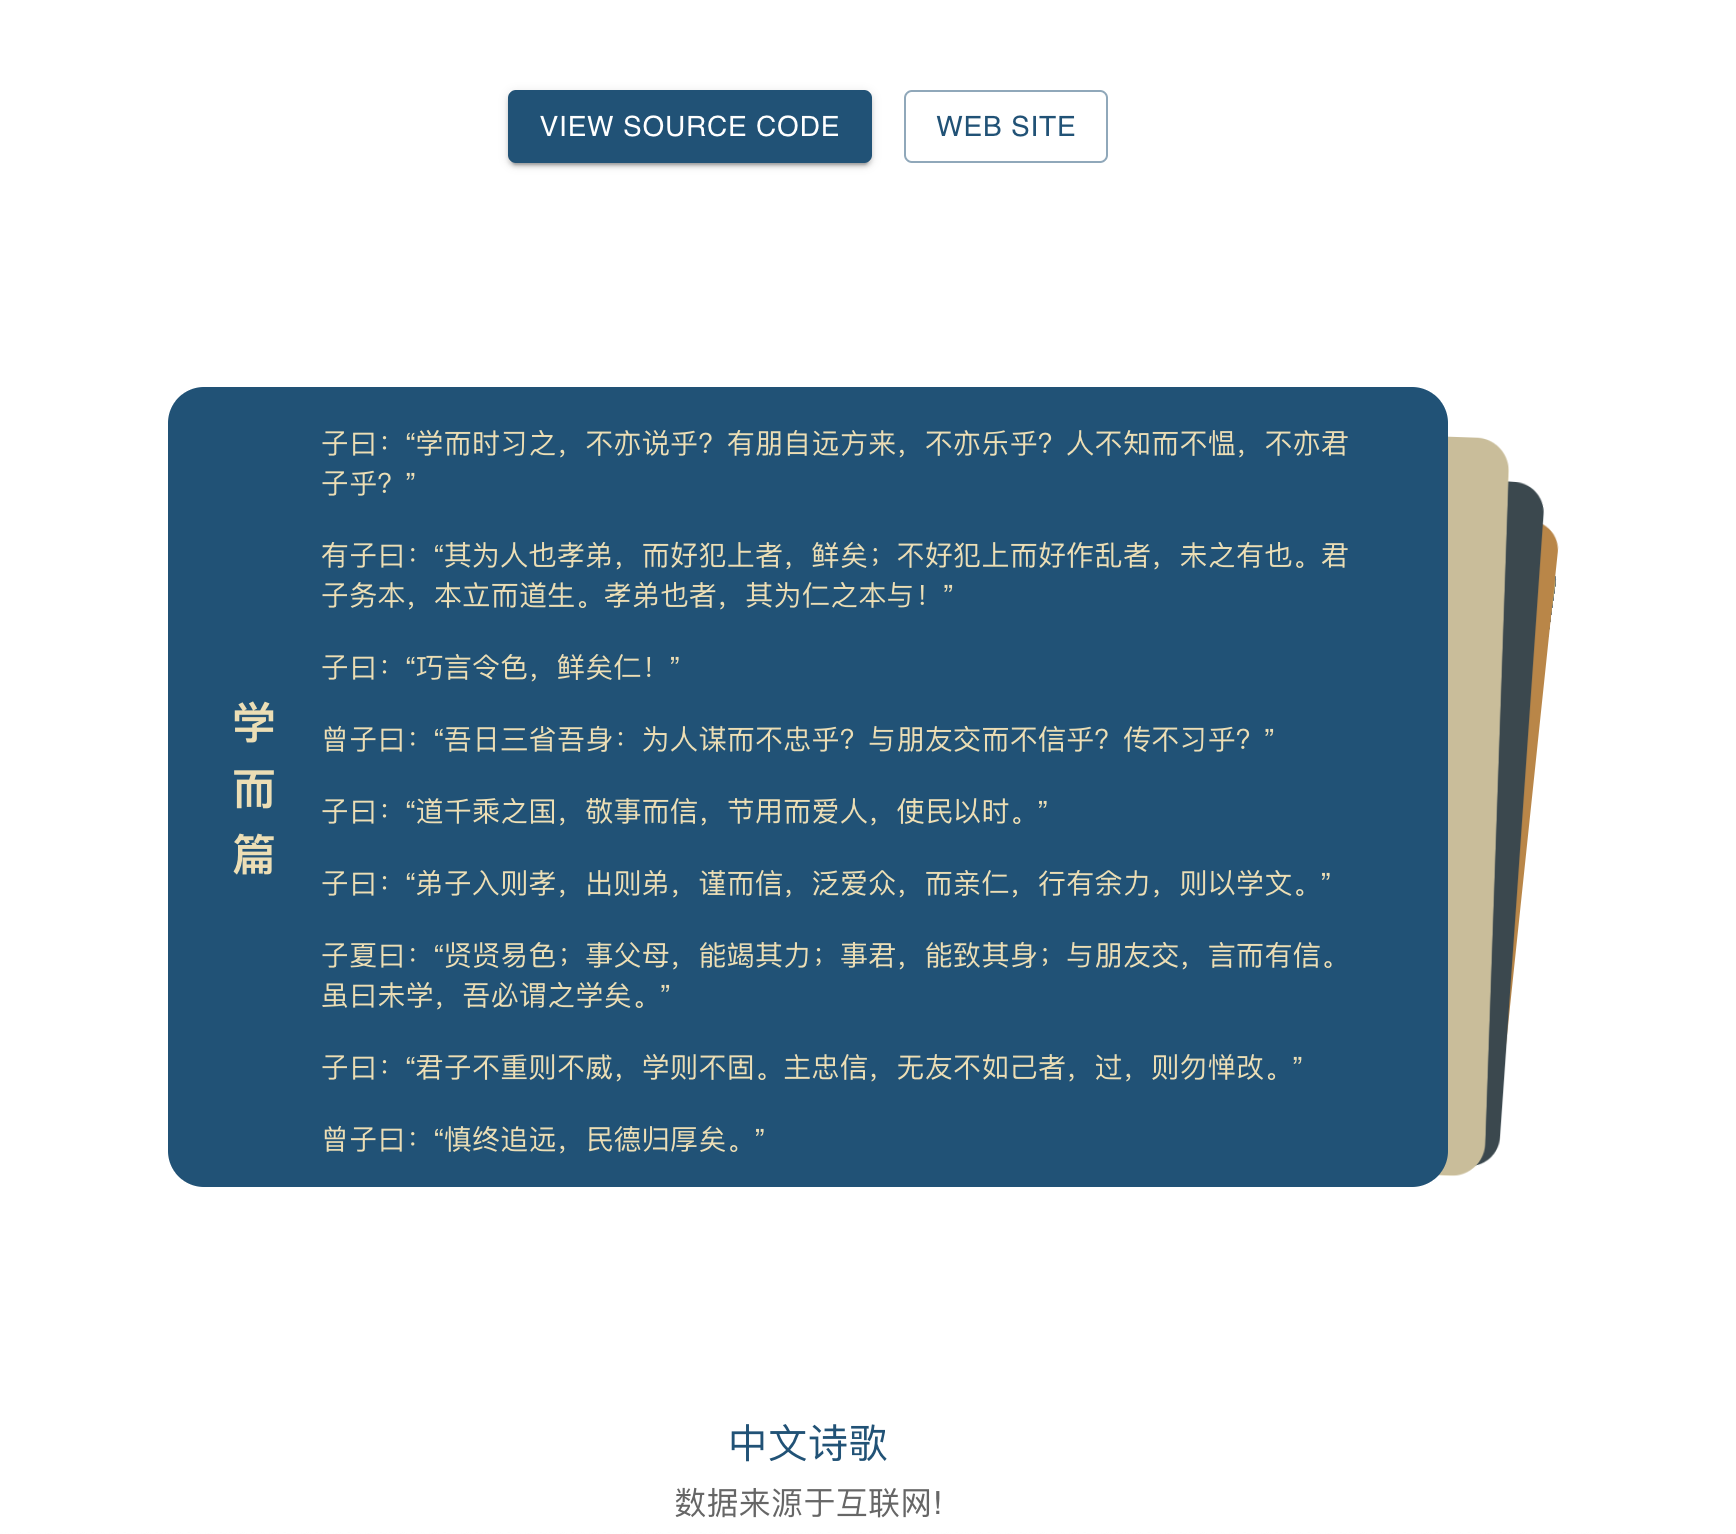 VIEW SOURCE CODE
WEB SITE
学而篇
子曰：“学而时习之，不亦说乎？有朋自远方来，不亦乐乎？人不知而不愠，不亦君
子乎？”
有子曰：“其为人也孝弟，而好犯上者，鲜矣；不好犯上而好作乱者，未之有也。君
子务本，本立而道生。孝弟也者，其为仁之本与！”
子曰：“巧言令色，鲜矣仁！”
曾子曰：“吾日三省吾身：为人谋而不忠乎？与朋友交而不信乎？传不习乎？”
子曰：“道千乘之国，敬事而信，节用而爱人，使民以时。”
子曰：“弟子入则孝，出则弟，谨而信，泛爱众，而亲仁，行有余力，则以学文。”
子夏曰：“贤贤易色；事父母，能竭其力；事君，能致其身；与朋友交，言而有信。
虽曰未学，吾必谓之学矣。”
子曰：“君子不重则不威，学则不固。主忠信，无友不如己者，过，则勿惮改。”
曾子曰：“慎终追远，民德归厚矣。”
中文诗歌
数据来源于互联网!